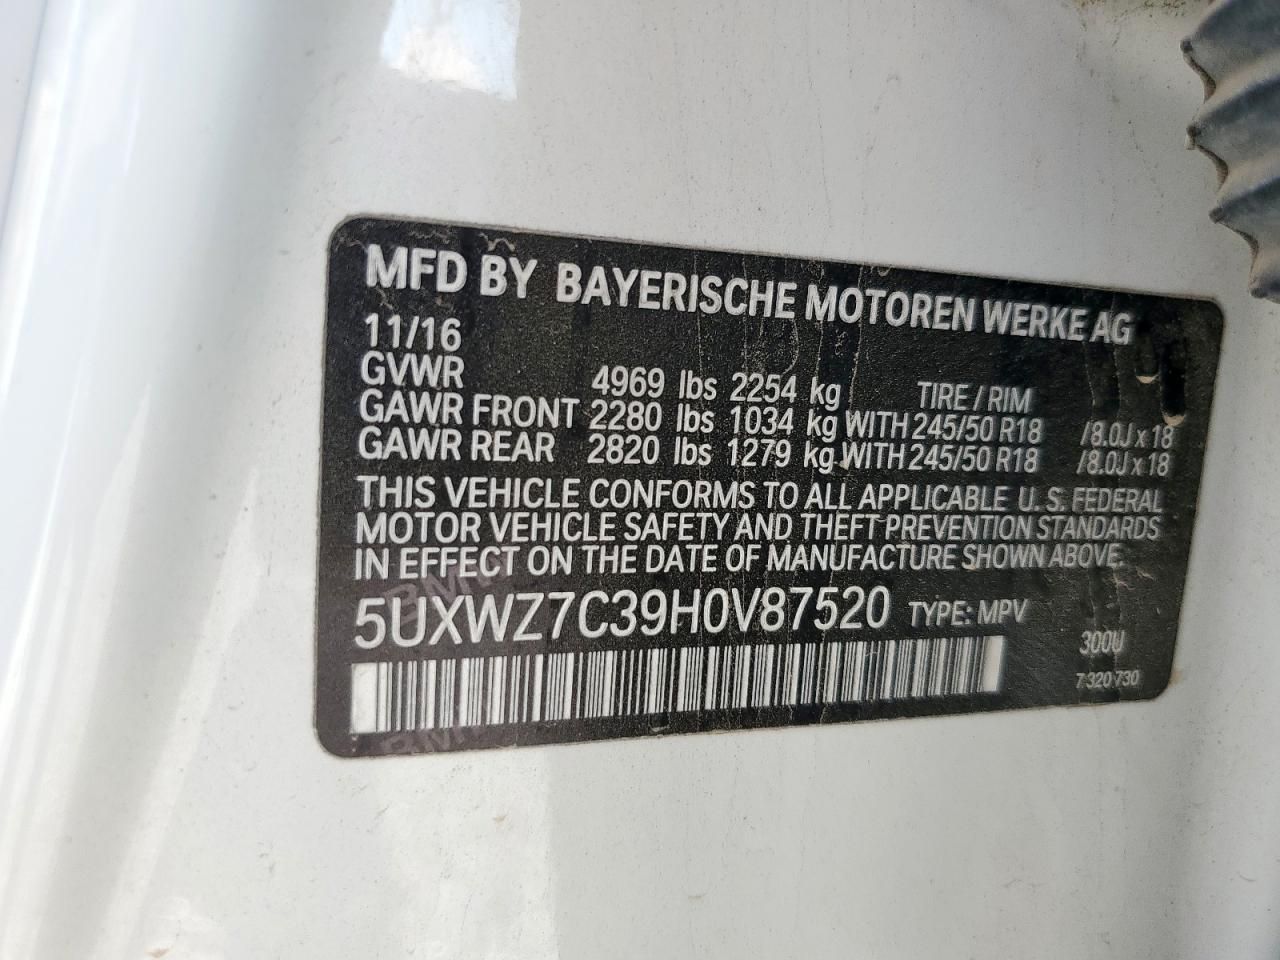 MFD BY BAYERISCHE MOTOREN WERKE AG
11/16
GVWR 4969 lbs 2254 kg TIRE / RIM
GAWR FRONT 2280 lbs 1034 kg WITH 245/50 R18 /8.0J x 18
GAWR REAR 2820 lbs 1279 kg WITH 245/50 R18 /8.0J x 18
THIS VEHICLE CONFORMS TO ALL APPLICABLE U.S. FEDERAL
MOTOR VEHICLE SAFETY AND THEFT PREVENTION STANDARDS
IN EFFECT ON THE DATE OF MANUFACTURE SHOWN ABOVE.
5UXWZ7C39H0V87520 TYPE: MPV
300U
7 320 730